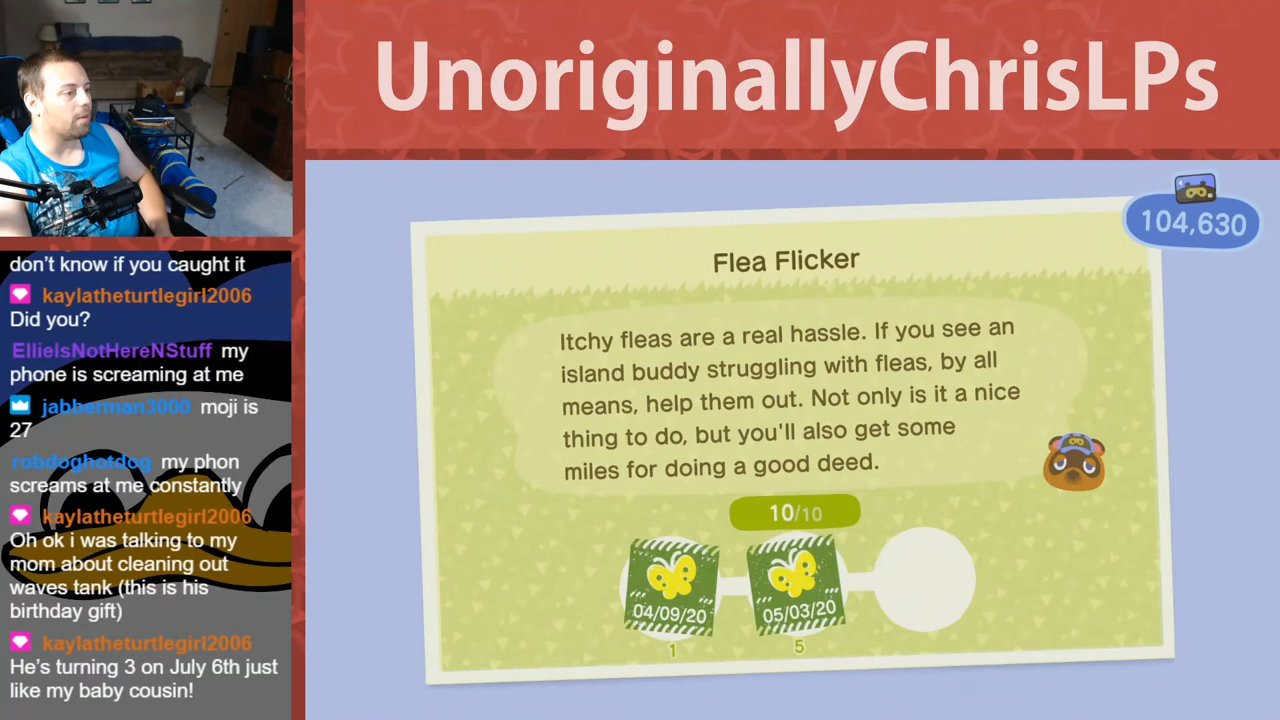 UnoriginallyChrisLPs
104,630
Flea Flicker
Itchy fleas are a real hassle. If you see an
island buddy struggling with fleas, by all
means, help them out. Not only is it a nice
thing to do, but you'll also get some
miles for doing a good deed.
10/10
04/09/20
05/03/20
1
5
don't know if you caught it
kaylatheturtlegirl2006
Did you?
EllieIsNotHereNStuff my
phone is screaming at me
jabberman3000 moji is
27
robdoghotdog my phon
screams at me constantly
kaylatheturtlegirl2006
Oh ok i was talking to my
mom about cleaning out
waves tank (this is his
birthday gift)
kaylatheturtlegirl2006
He's turning 3 on July 6th just
like my baby cousin!